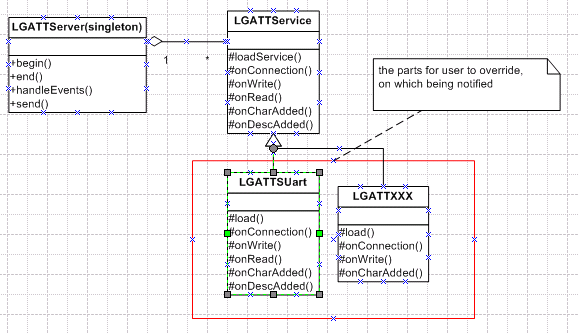 LGATTServer(singleton)
+begin()
+end()
+handleEvents()
+send()
1
*
LGATTService
#loadService()
#onConnection()
#onWrite()
#onRead()
#onCharAdded()
#onDescAdded()
the parts for user to override,
on which being notified
LGATTSUart
#load()
#onConnection()
#onWrite()
#onRead()
#onCharAdded()
#onDescAdded()
LGATTXXX
#load()
#onConnection()
#onWrite()
#onCharAdded()